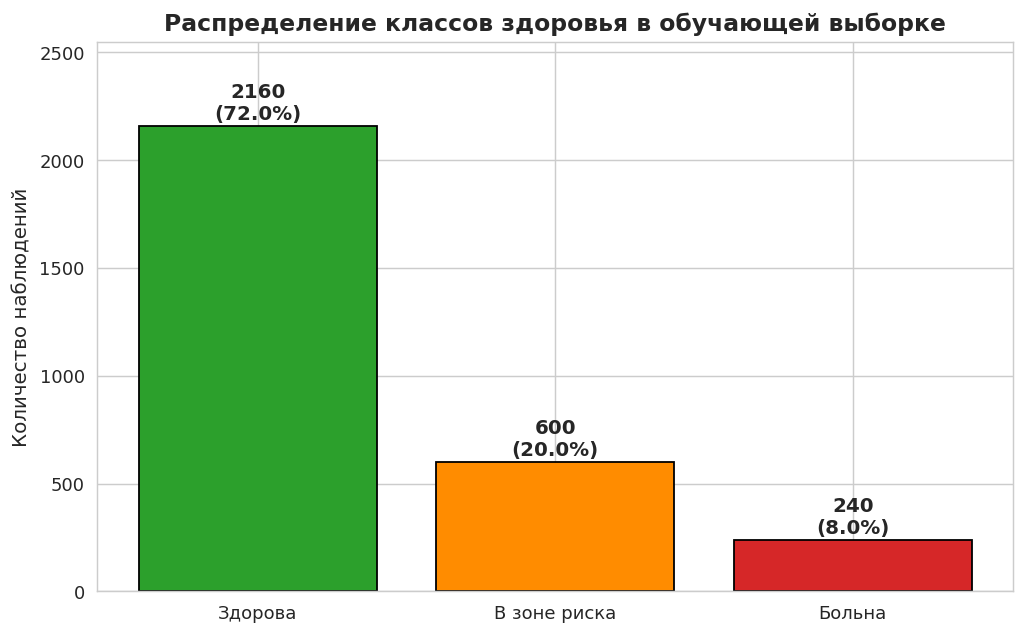 Распределение классов здоровья в обучающей выборке
Количество наблюдений
2500
2000
1500
1000
500
0
2160
(72.0%)
600
(20.0%)
240
(8.0%)
Здорова
В зоне риска
Больна